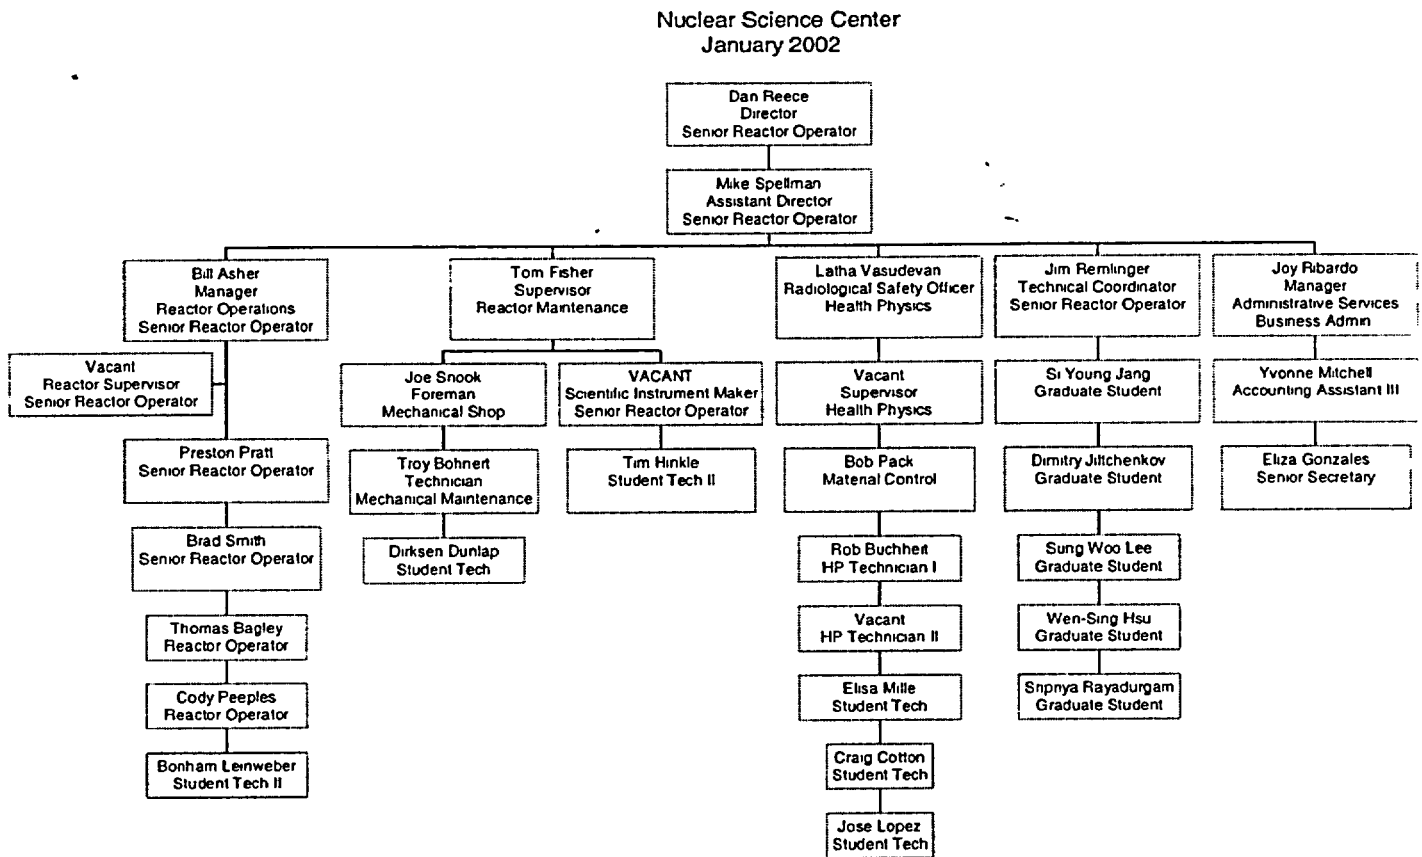 Nuclear Science Center
January 2002
Dan Reece
Director
Senior Reactor Operator
Mike Spellman
Assistant Director
Senior Reactor Operator
Bill Asher
Manager
Reactor Operations
Senior Reactor Operator
Vacant
Reactor Supervisor
Senior Reactor Operator
Preston Pratt
Senior Reactor Operator
Brad Smith
Senior Reactor Operator
Thomas Bagley
Reactor Operator
Cody Peeples
Reactor Operator
Bonham Leinweber
Student Tech II
Tom Fisher
Supervisor
Reactor Maintenance
Joe Snook
Foreman
Mechanical Shop
Troy Bohnert
Technician
Mechanical Maintenance
Dirksen Dunlap
Student Tech
VACANT
Scientific Instrument Maker
Senior Reactor Operator
Tim Hinkle
Student Tech II
Latha Vasudevan
Radiological Safety Officer
Health Physics
Vacant
Supervisor
Health Physics
Bob Pack
Material Control
Rob Buchheit
HP Technician I
Vacant
HP Technician II
Elisa Mille
Student Tech
Craig Cotton
Student Tech
Jose Lopez
Student Tech
Jim Remlinger
Technical Coordinator
Senior Reactor Operator
Si Young Jang
Graduate Student
Dimitry Jiltchenkov
Graduate Student
Sung Woo Lee
Graduate Student
Wen-Sing Hsu
Graduate Student
Sripriya Rayadurgam
Graduate Student
Joy Ribardo
Manager
Administrative Services
Business Admin
Yvonne Mitchell
Accounting Assistant III
Eliza Gonzales
Senior Secretary